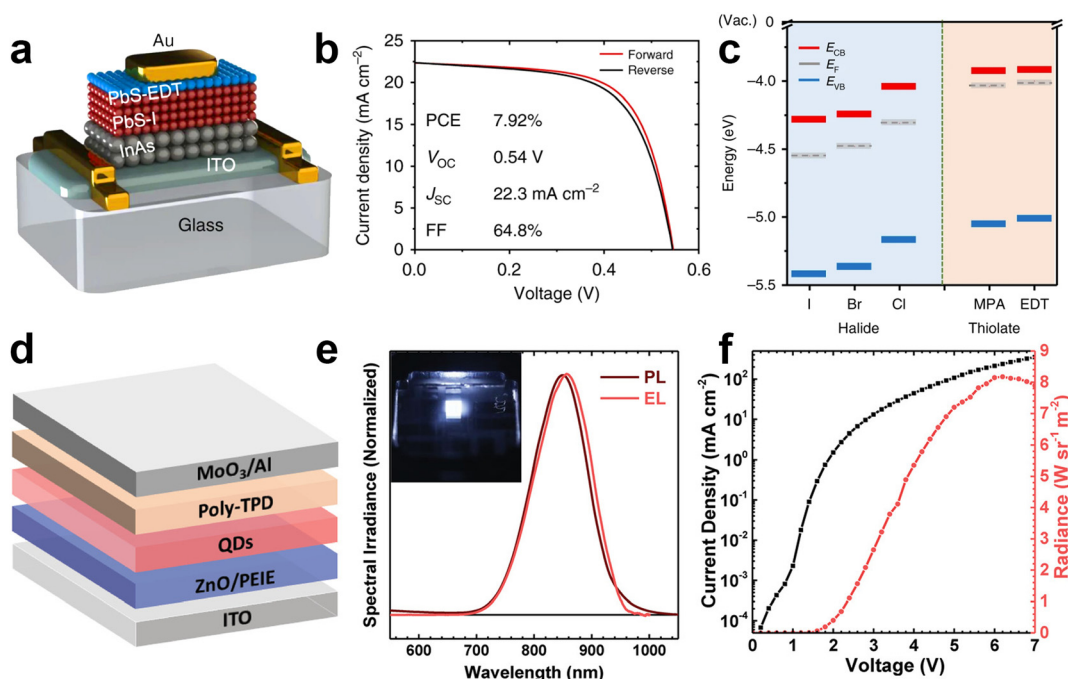 a
Au
PbS-EDT
PbS-I
InAs
ITO
Glass
b
Current density (mA cm⁻²)
25
20
15
10
5
0
Forward
Reverse
PCE 7.92%
V_OC 0.54 V
J_SC 22.3 mA cm⁻²
FF 64.8%
0.0 0.2 0.4 0.6
Voltage (V)
c
(Vac.) 0
E_CB
E_F
E_VB
Energy (eV)
−4.0
−4.5
−5.0
−5.5
I Br Cl MPA EDT
Halide Thiolate
d
MoO₃/Al
Poly-TPD
QDs
ZnO/PEIE
ITO
e
Spectral Irradiance (Normalized)
PL
EL
600 700 800 900 1000
Wavelength (nm)
f
Current Density (mA cm⁻²)
10²
10¹
10⁰
10⁻¹
10⁻²
10⁻³
10⁻⁴
0 1 2 3 4 5 6 7
Voltage (V)
9
8
7
6
5
4
3
2
1
0
Radiance (W sr⁻¹ m⁻²)